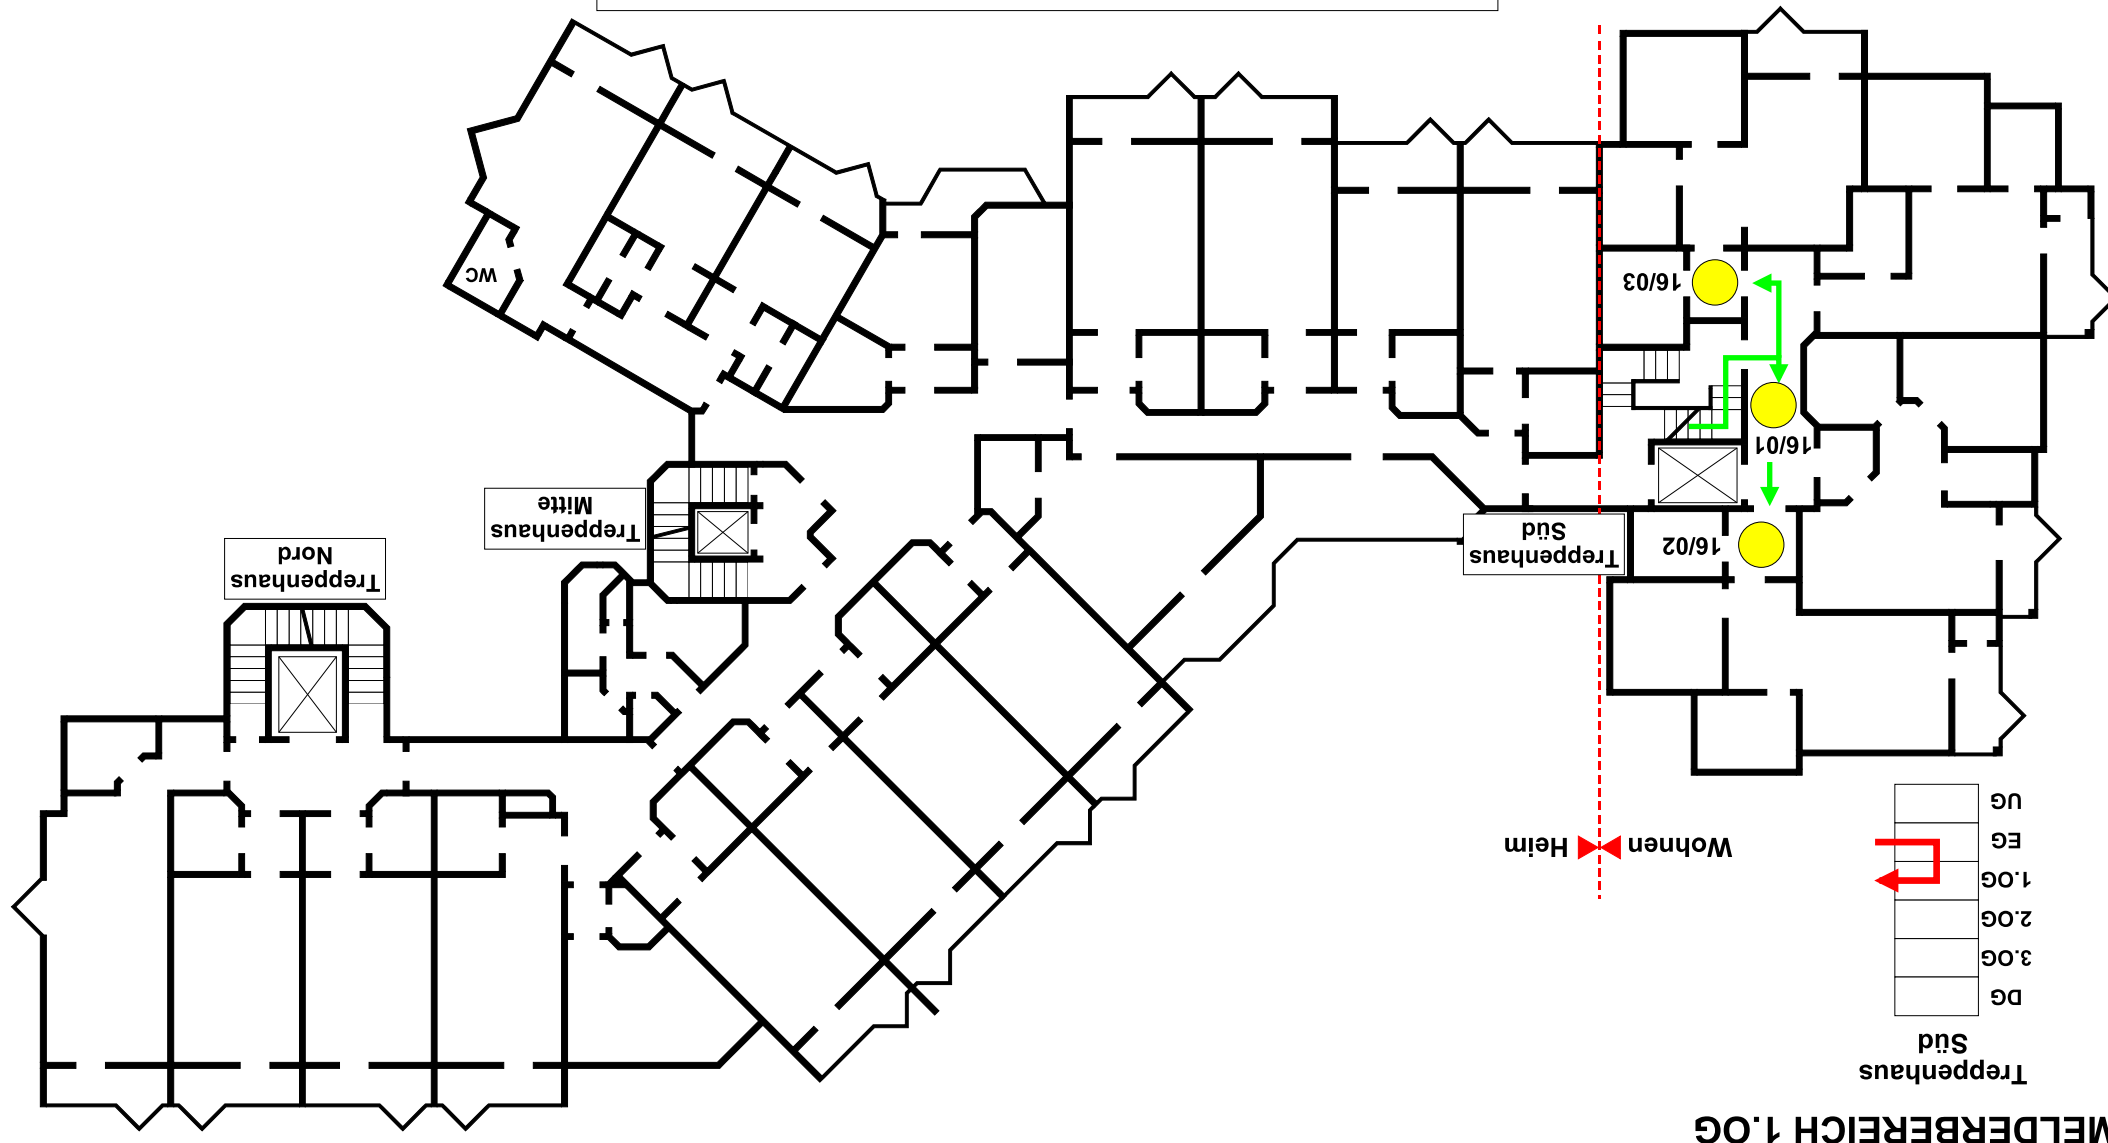 MELDERBEREICH 1.OG
Treppenhaus
Süd
DG
3.OG
2.OG
1.OG
EG
UG
Wohnen Heim
Treppenhaus
Nord
16/02
Treppenhaus
Süd
Treppenhaus
Mitte
16/01
16/03
WC